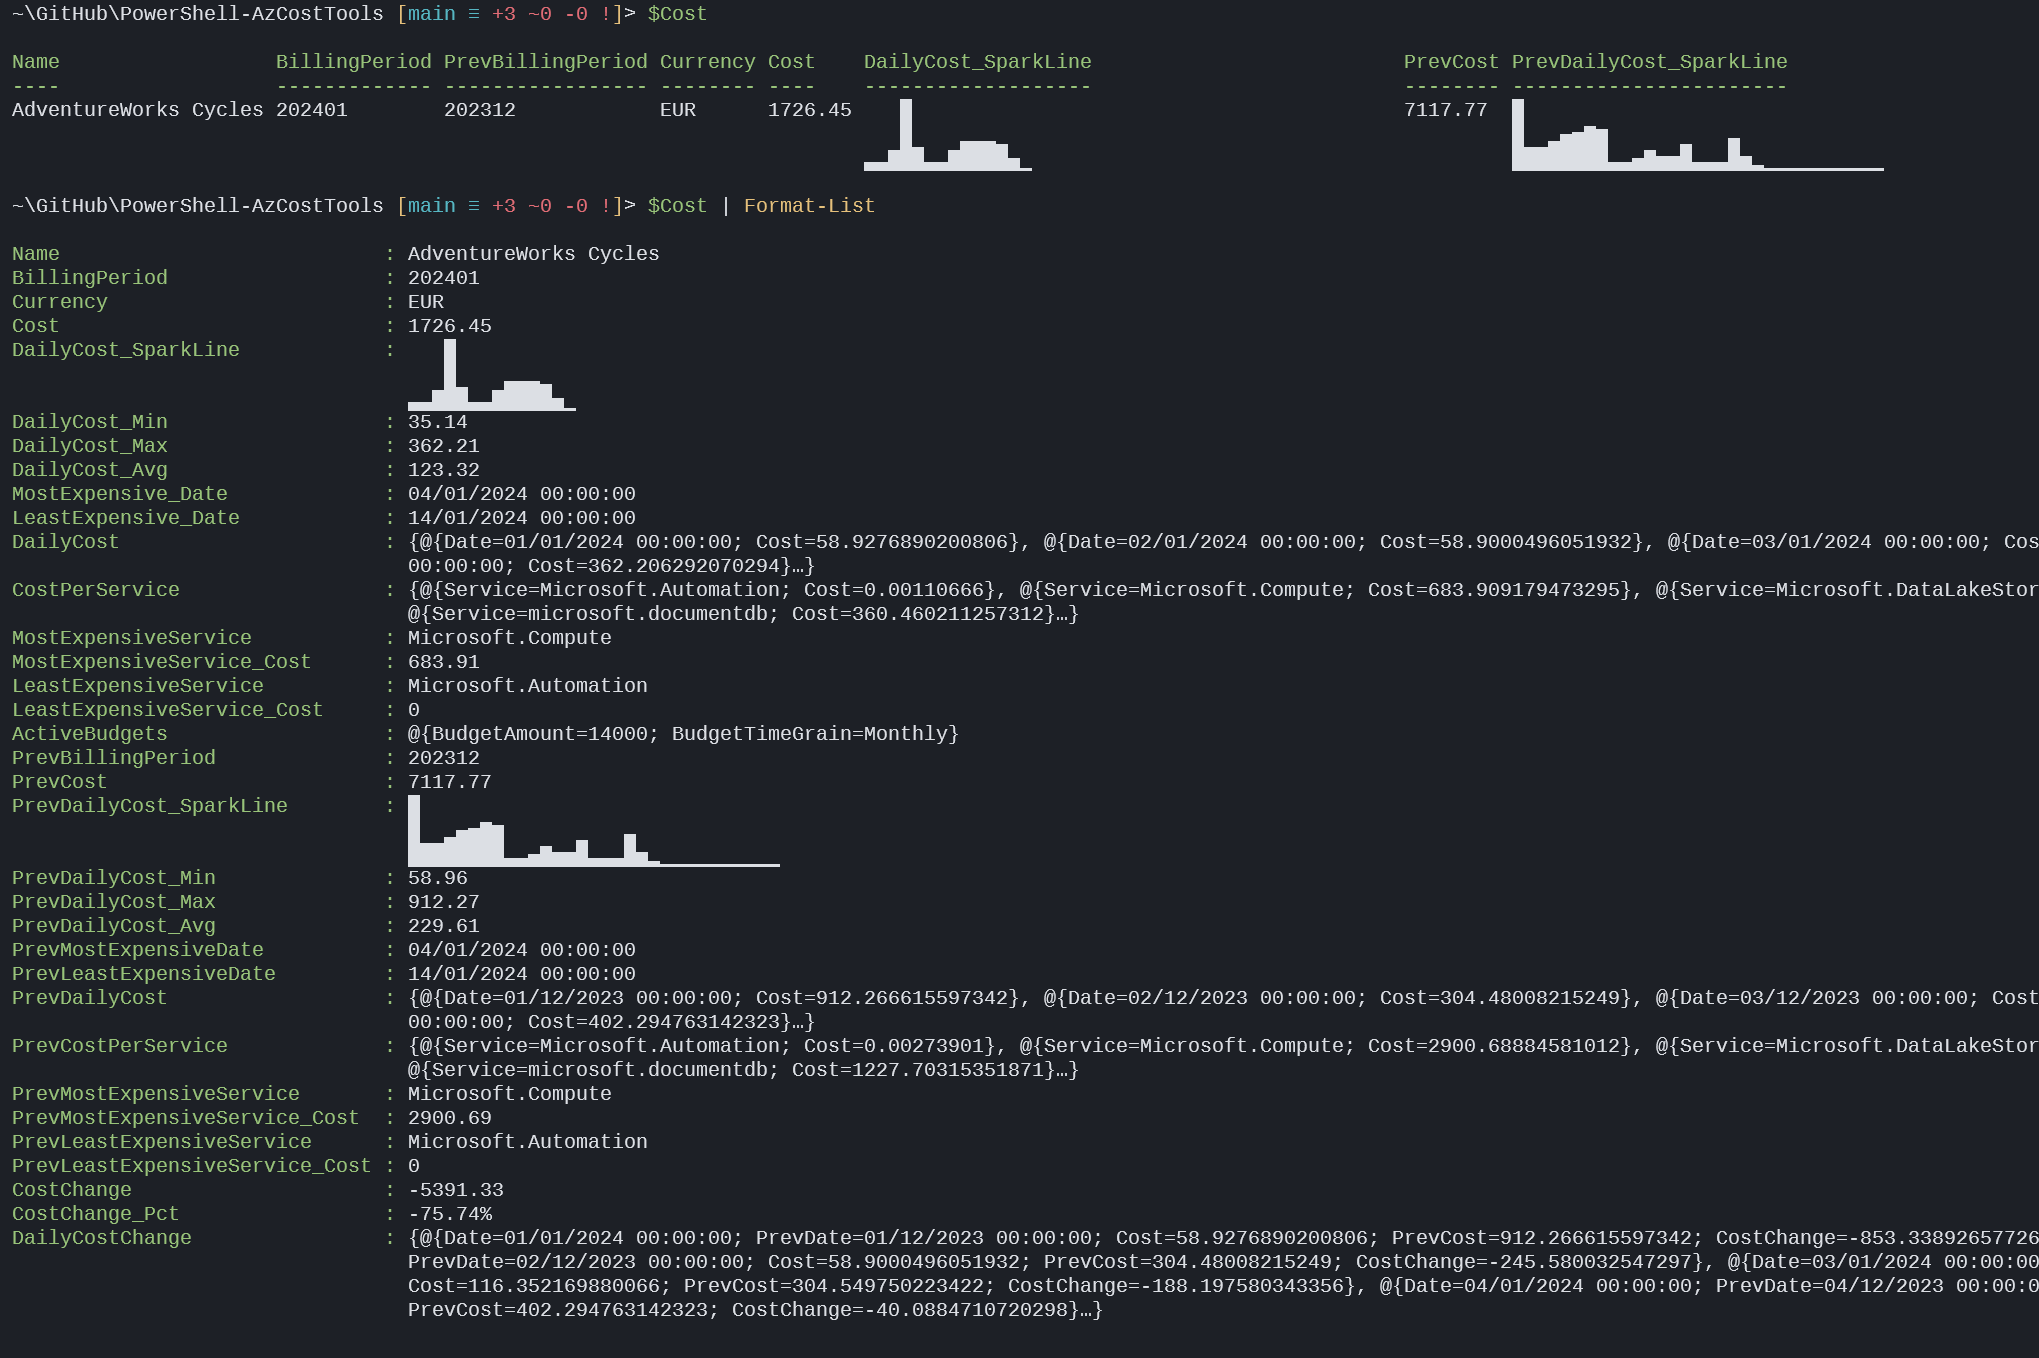 ~\GitHub\PowerShell-AzCostTools [main ≡ +3 ~0 -0 !]> $Cost
Name                  BillingPeriod PrevBillingPeriod Currency Cost    DailyCost_SparkLine                          PrevCost PrevDailyCost_SparkLine
----                  ------------- ----------------- -------- ----    -------------------                          -------- -----------------------
AdventureWorks Cycles 202401        202312            EUR      1726.45                                              7117.77
~\GitHub\PowerShell-AzCostTools [main ≡ +3 ~0 -0 !]> $Cost | Format-List
Name                           : AdventureWorks Cycles
BillingPeriod                  : 202401
Currency                       : EUR
Cost                           : 1726.45
DailyCost_SparkLine            :
DailyCost_Min                  : 35.14
DailyCost_Max                  : 362.21
DailyCost_Avg                  : 123.32
MostExpensive_Date             : 04/01/2024 00:00:00
LeastExpensive_Date            : 14/01/2024 00:00:00
DailyCost                      : {@{Date=01/01/2024 00:00:00; Cost=58.9276890200806}, @{Date=02/01/2024 00:00:00; Cost=58.9000496051932}, @{Date=03/01/2024 00:00:00; Cos
                                 00:00:00; Cost=362.206292070294}…}
CostPerService                 : {@{Service=Microsoft.Automation; Cost=0.00110666}, @{Service=Microsoft.Compute; Cost=683.909179473295}, @{Service=Microsoft.DataLakeStor
                                 @{Service=microsoft.documentdb; Cost=360.460211257312}…}
MostExpensiveService           : Microsoft.Compute
MostExpensiveService_Cost      : 683.91
LeastExpensiveService          : Microsoft.Automation
LeastExpensiveService_Cost     : 0
ActiveBudgets                  : @{BudgetAmount=14000; BudgetTimeGrain=Monthly}
PrevBillingPeriod              : 202312
PrevCost                       : 7117.77
PrevDailyCost_SparkLine        :
PrevDailyCost_Min              : 58.96
PrevDailyCost_Max              : 912.27
PrevDailyCost_Avg              : 229.61
PrevMostExpensiveDate          : 04/01/2024 00:00:00
PrevLeastExpensiveDate         : 14/01/2024 00:00:00
PrevDailyCost                  : {@{Date=01/12/2023 00:00:00; Cost=912.266615597342}, @{Date=02/12/2023 00:00:00; Cost=304.48008215249}, @{Date=03/12/2023 00:00:00; Cost
                                 00:00:00; Cost=402.294763142323}…}
PrevCostPerService             : {@{Service=Microsoft.Automation; Cost=0.00273901}, @{Service=Microsoft.Compute; Cost=2900.68884581012}, @{Service=Microsoft.DataLakeStor
                                 @{Service=microsoft.documentdb; Cost=1227.70315351871}…}
PrevMostExpensiveService       : Microsoft.Compute
PrevMostExpensiveService_Cost  : 2900.69
PrevLeastExpensiveService      : Microsoft.Automation
PrevLeastExpensiveService_Cost : 0
CostChange                     : -5391.33
CostChange_Pct                 : -75.74%
DailyCostChange                : {@{Date=01/01/2024 00:00:00; PrevDate=01/12/2023 00:00:00; Cost=58.9276890200806; PrevCost=912.266615597342; CostChange=-853.33892657726
                                 PrevDate=02/12/2023 00:00:00; Cost=58.9000496051932; PrevCost=304.48008215249; CostChange=-245.580032547297}, @{Date=03/01/2024 00:00:00
                                 Cost=116.352169880066; PrevCost=304.549750223422; CostChange=-188.197580343356}, @{Date=04/01/2024 00:00:00; PrevDate=04/12/2023 00:00:0
                                 PrevCost=402.294763142323; CostChange=-40.0884710720298}…}